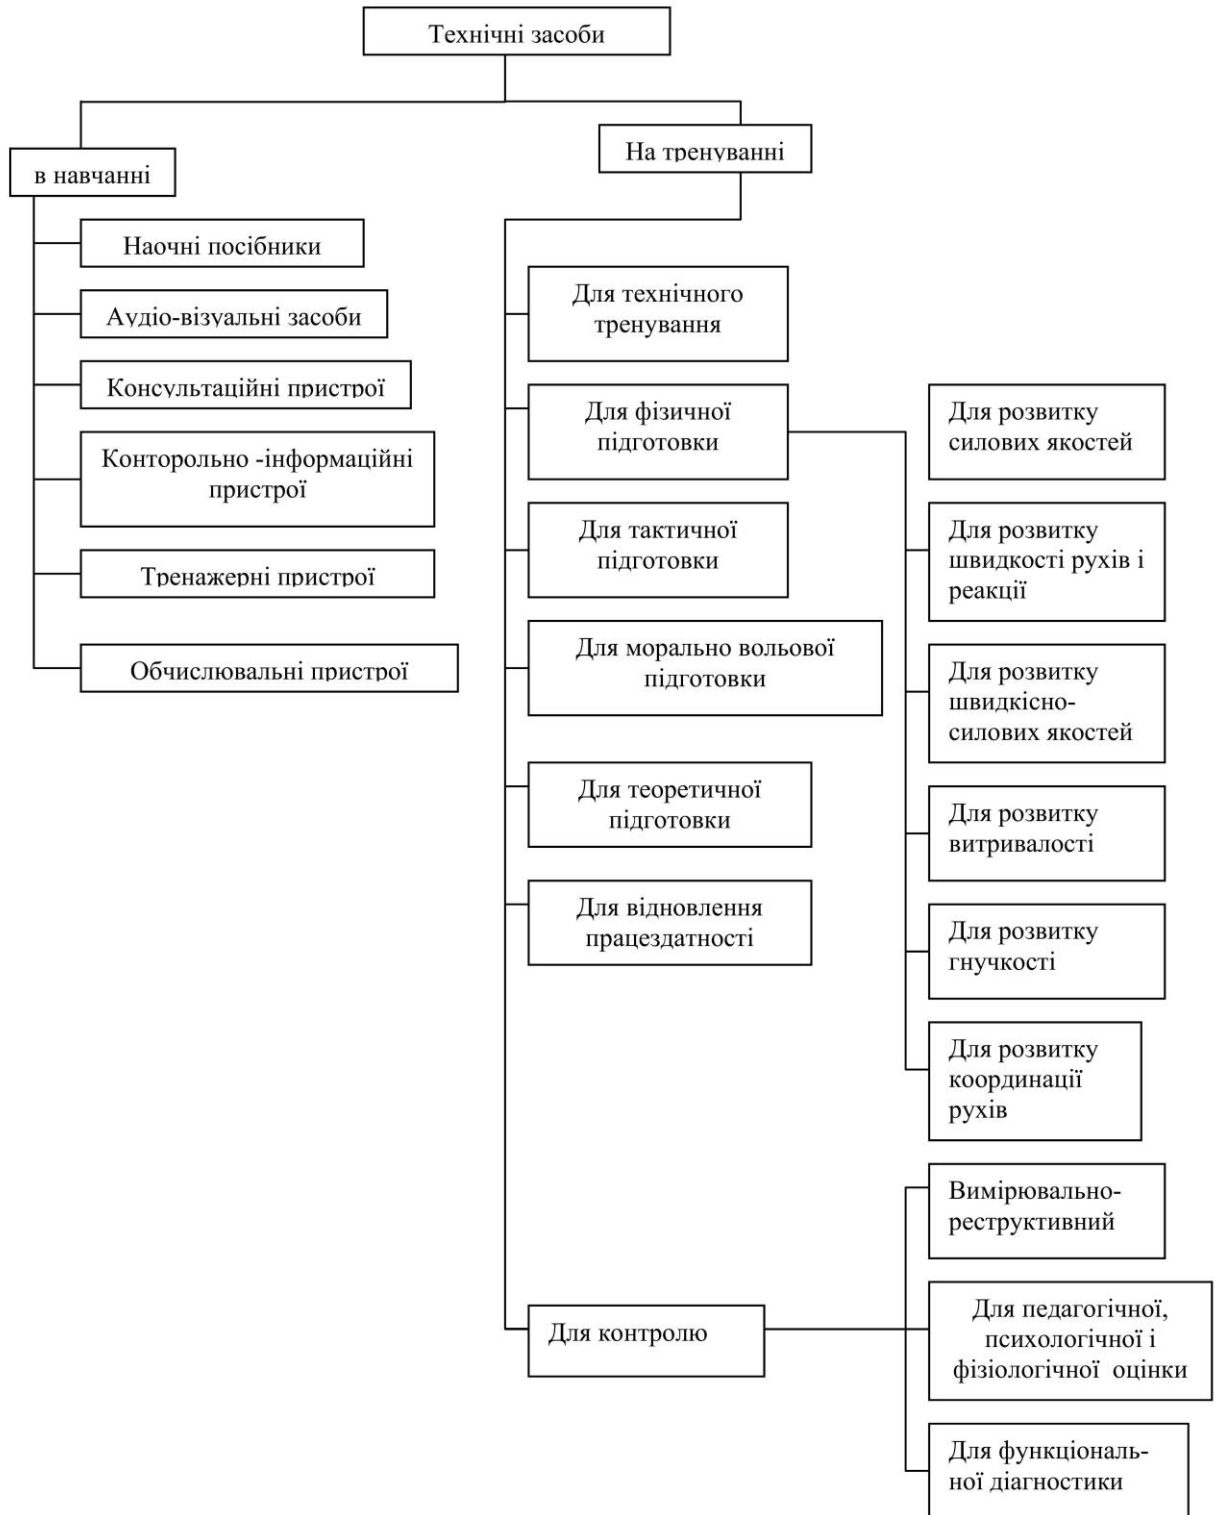 Технічні засоби
в навчанні
Наочні посібники
Аудіо-візуальні засоби
Консультаційні пристрої
Конторольно -інформаційні
пристрої
Тренажерні пристрої
Обчислювальні пристрої
На тренуванні
Для технічного
тренування
Для фізичної
підготовки
Для тактичної
підготовки
Для морально вольової
підготовки
Для теоретичної
підготовки
Для відновлення
працездатності
Для контролю
Для розвитку
силових якостей
Для розвитку
швидкості рухів і
реакції
Для розвитку
швидкісно-
силових якостей
Для розвитку
витривалості
Для розвитку
гнучкості
Для розвитку
координації
рухів
Вимірювально-
реструктивний
Для педагогічної,
психологічної і
фізіологічної оцінки
Для функціональ-
ної діагностики